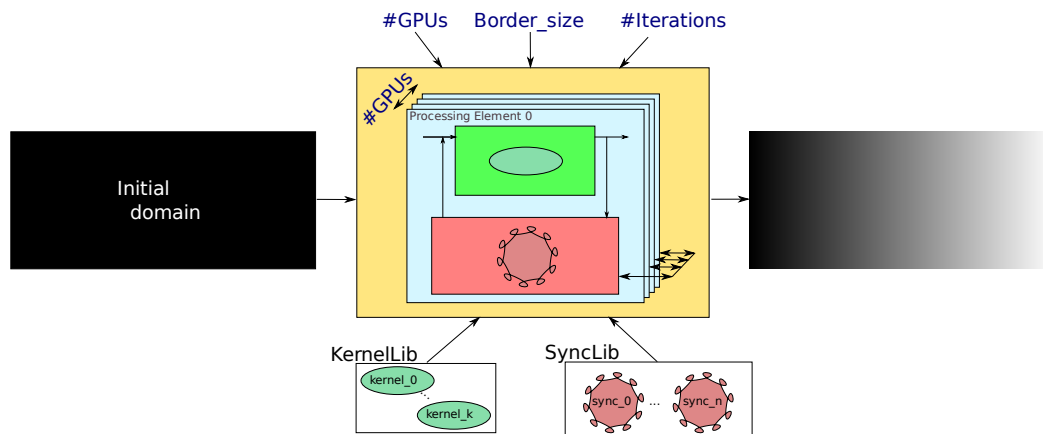 #GPUs Border_size #Iterations
#GPUs
Processing Element 0
Initial
domain
KernelLib SyncLib
kernel_0
kernel_k
sync_0 ... sync_n